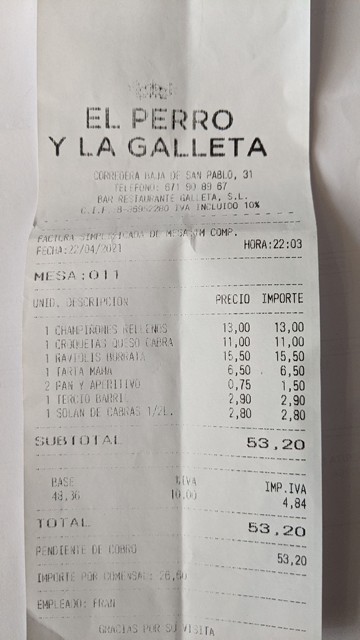 EL PERRO
Y LA GALLETA
CORREDERA BAJA DE SAN PABLO, 31
TELEFONO: 671 90 89 67
BAR RESTAURANTE GALLETA, S.L.
C.I.F. IVA INCLUIDO 10%
FACTURA SIMPLIFICADA DE MESA: COMP.
FECHA:22/04/2021 HORA:22:03
MESA:011
UNID. DESCRIPCION PRECIO IMPORTE
1 CHAMPIÑONES RELLENOS 13,00 13,00
1 CROQUETAS QUESO CABRA 11,00 11,00
1 RAVIOLIS BURRATA 15,50 15,50
1 TARTA MAMA 6,50 6,50
2 PAN Y APERITIVO 0,75 1,50
1 TERCIO BARRIL 2,90 2,90
1 SOLAN DE CABRAS 1/2L. 2,80 2,80
SUBTOTAL 53,20
BASE %IVA IMP.IVA
48,36 10,00 4,84
TOTAL 53,20
PENDIENTE DE COBRO 53,20
IMPORTE POR COMENSAL: 26,60
EMPLEADO: FRAN
GRACIAS POR SU VISITA